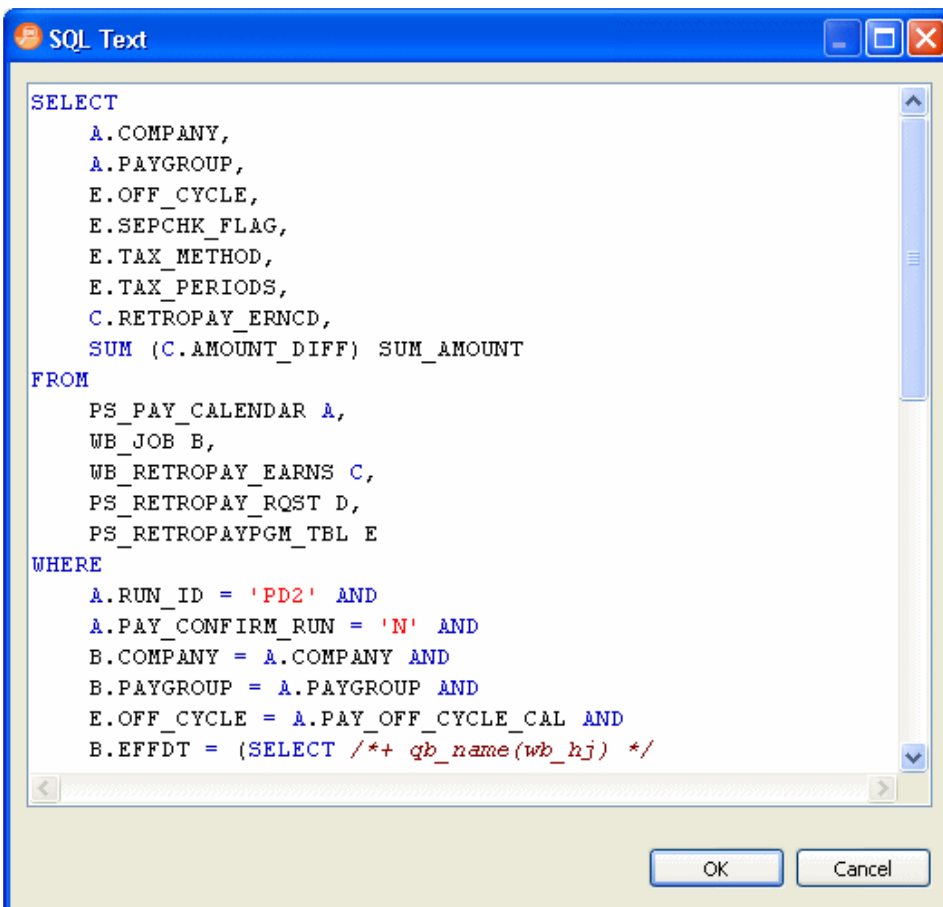 SQL Text
SELECT
A.COMPANY,
A.PAYGROUP,
E.OFF_CYCLE,
E.SEPCHK_FLAG,
E.TAX_METHOD,
E.TAX_PERIODS,
C.RETROPAY_ERNCD,
SUM (C.AMOUNT_DIFF) SUM_AMOUNT
FROM
PS_PAY_CALENDAR A,
WB_JOB B,
WB_RETROPAY_EARNS C,
PS_RETROPAY_RQST D,
PS_RETROPAYPGM_TBL E
WHERE
A.RUN_ID = 'PD2' AND
A.PAY_CONFIRM_RUN = 'N' AND
B.COMPANY = A.COMPANY AND
B.PAYGROUP = A.PAYGROUP AND
E.OFF_CYCLE = A.PAY_OFF_CYCLE_CAL AND
B.EFFDT = (SELECT /*+ qb_name(wb_hj) */
OK Cancel